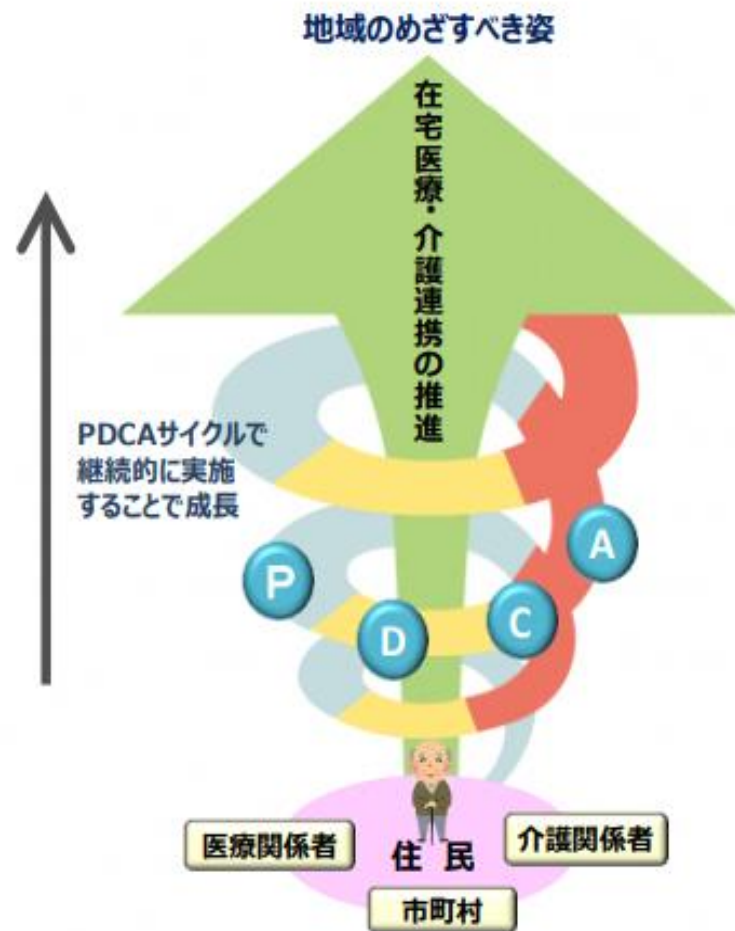 地域のめざすべき姿
在宅医療・介護連携の推進
PDCAサイクルで
継続的に実施
することで成長
P
D
C
A
医療関係者
住民
介護関係者
市町村